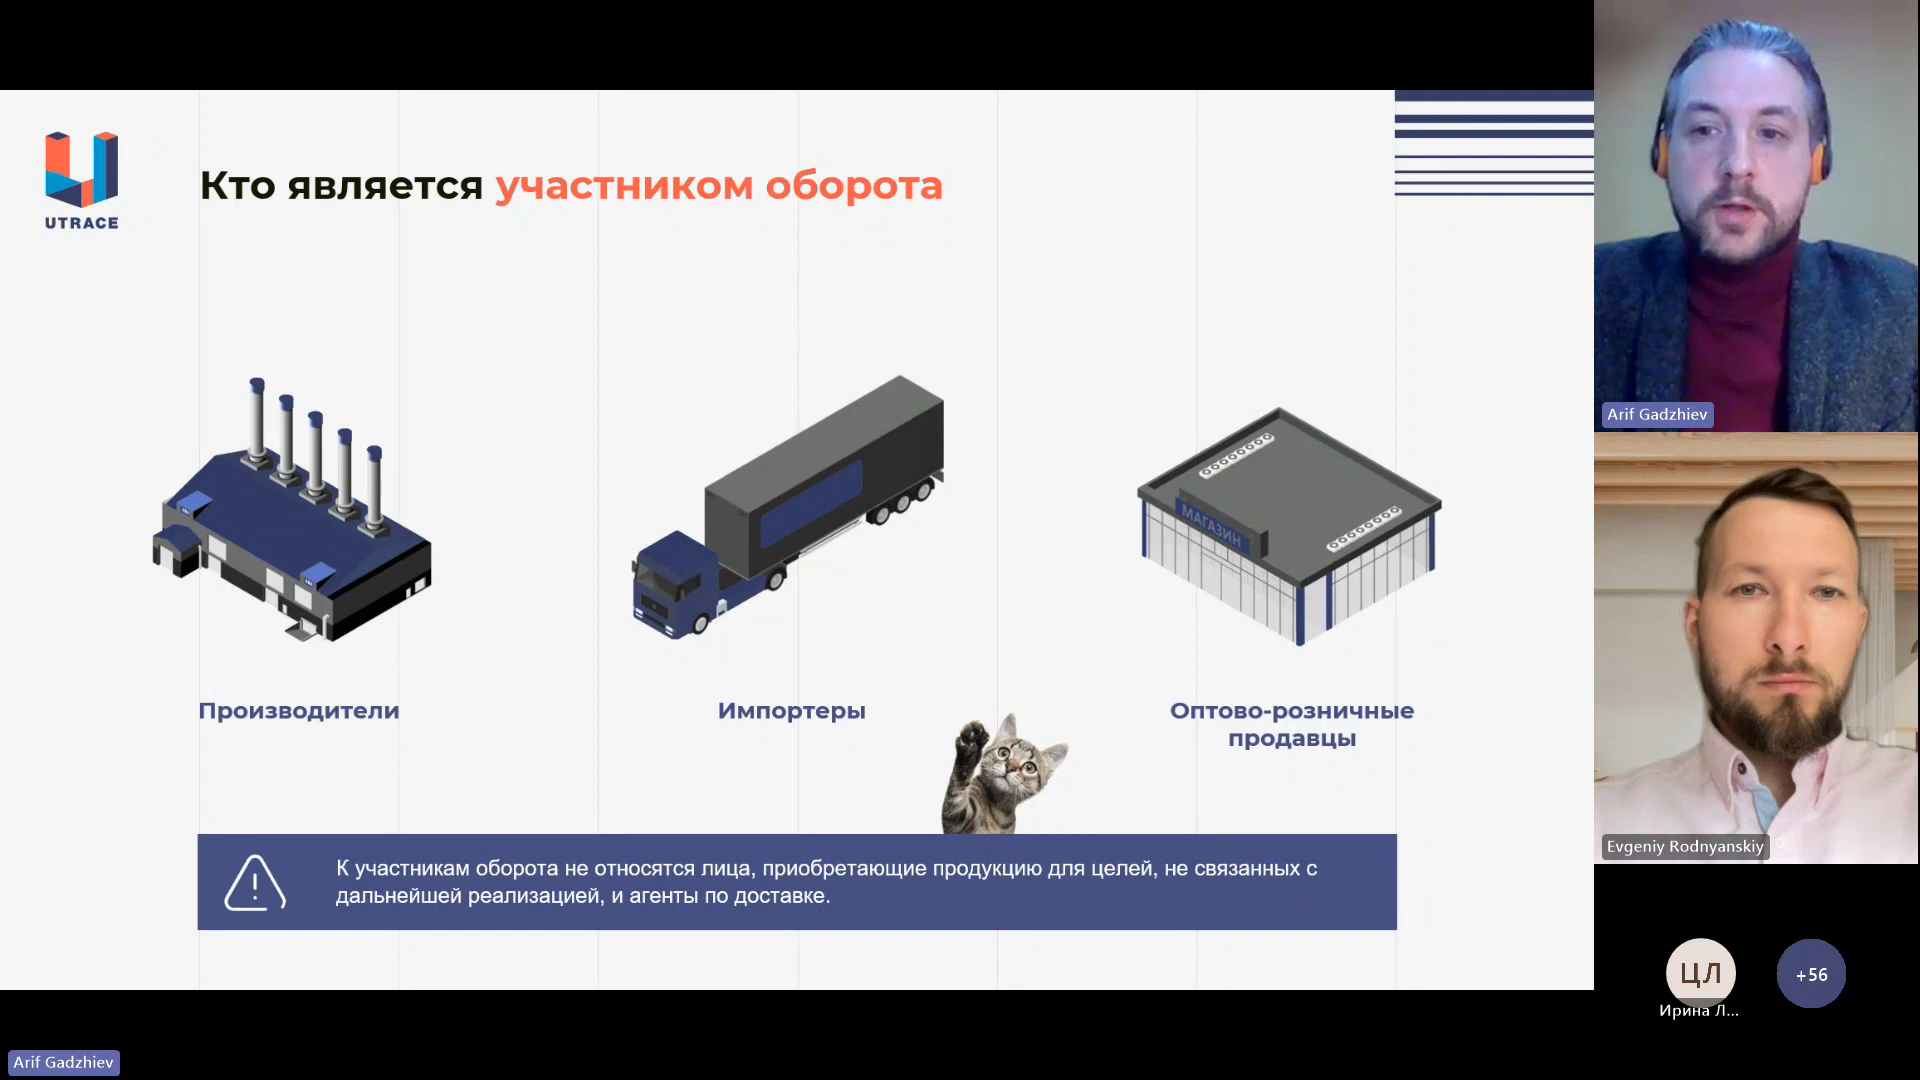 UTRACE
Кто является участником оборота
МАГАЗИН
Производители
Импортеры
Оптово-розничные
продавцы
К участникам оборота не относятся лица, приобретающие продукцию для целей, не связанных с
дальнейшей реализацией, и агенты по доставке.
Arif Gadzhiev
Evgeniy Rodnyanskiy
ЦЛ
Ирина Л...
+56
Arif Gadzhiev